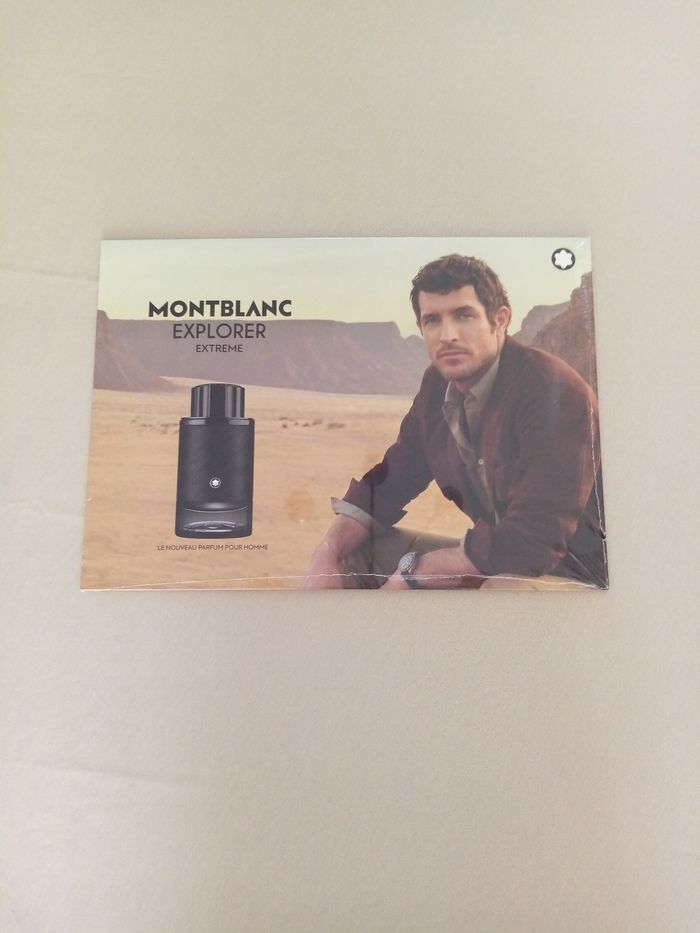 MONTBLANC
EXPLORER
EXTREME
LE NOUVEAU PARFUM POUR HOMME